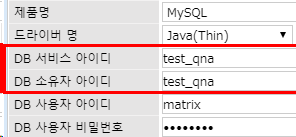 제품명 MySQL
드라이버 명 Java(Thin)
DB 서비스 아이디 test_qna
DB 소유자 아이디 test_qna
DB 사용자 아이디 matrix
DB 사용자 비밀번호 ••••••••